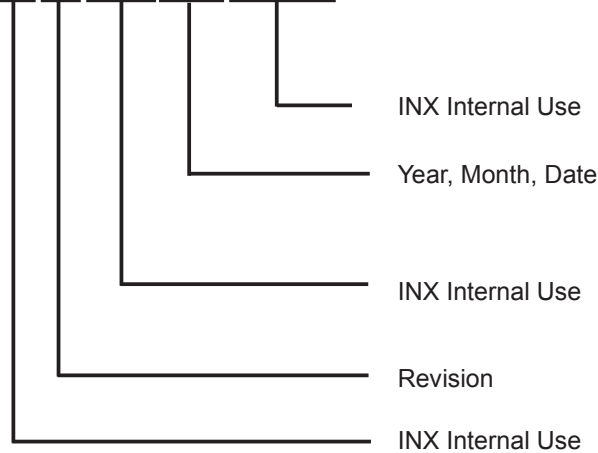 INX Internal Use
Year, Month, Date
INX Internal Use
Revision
INX Internal Use